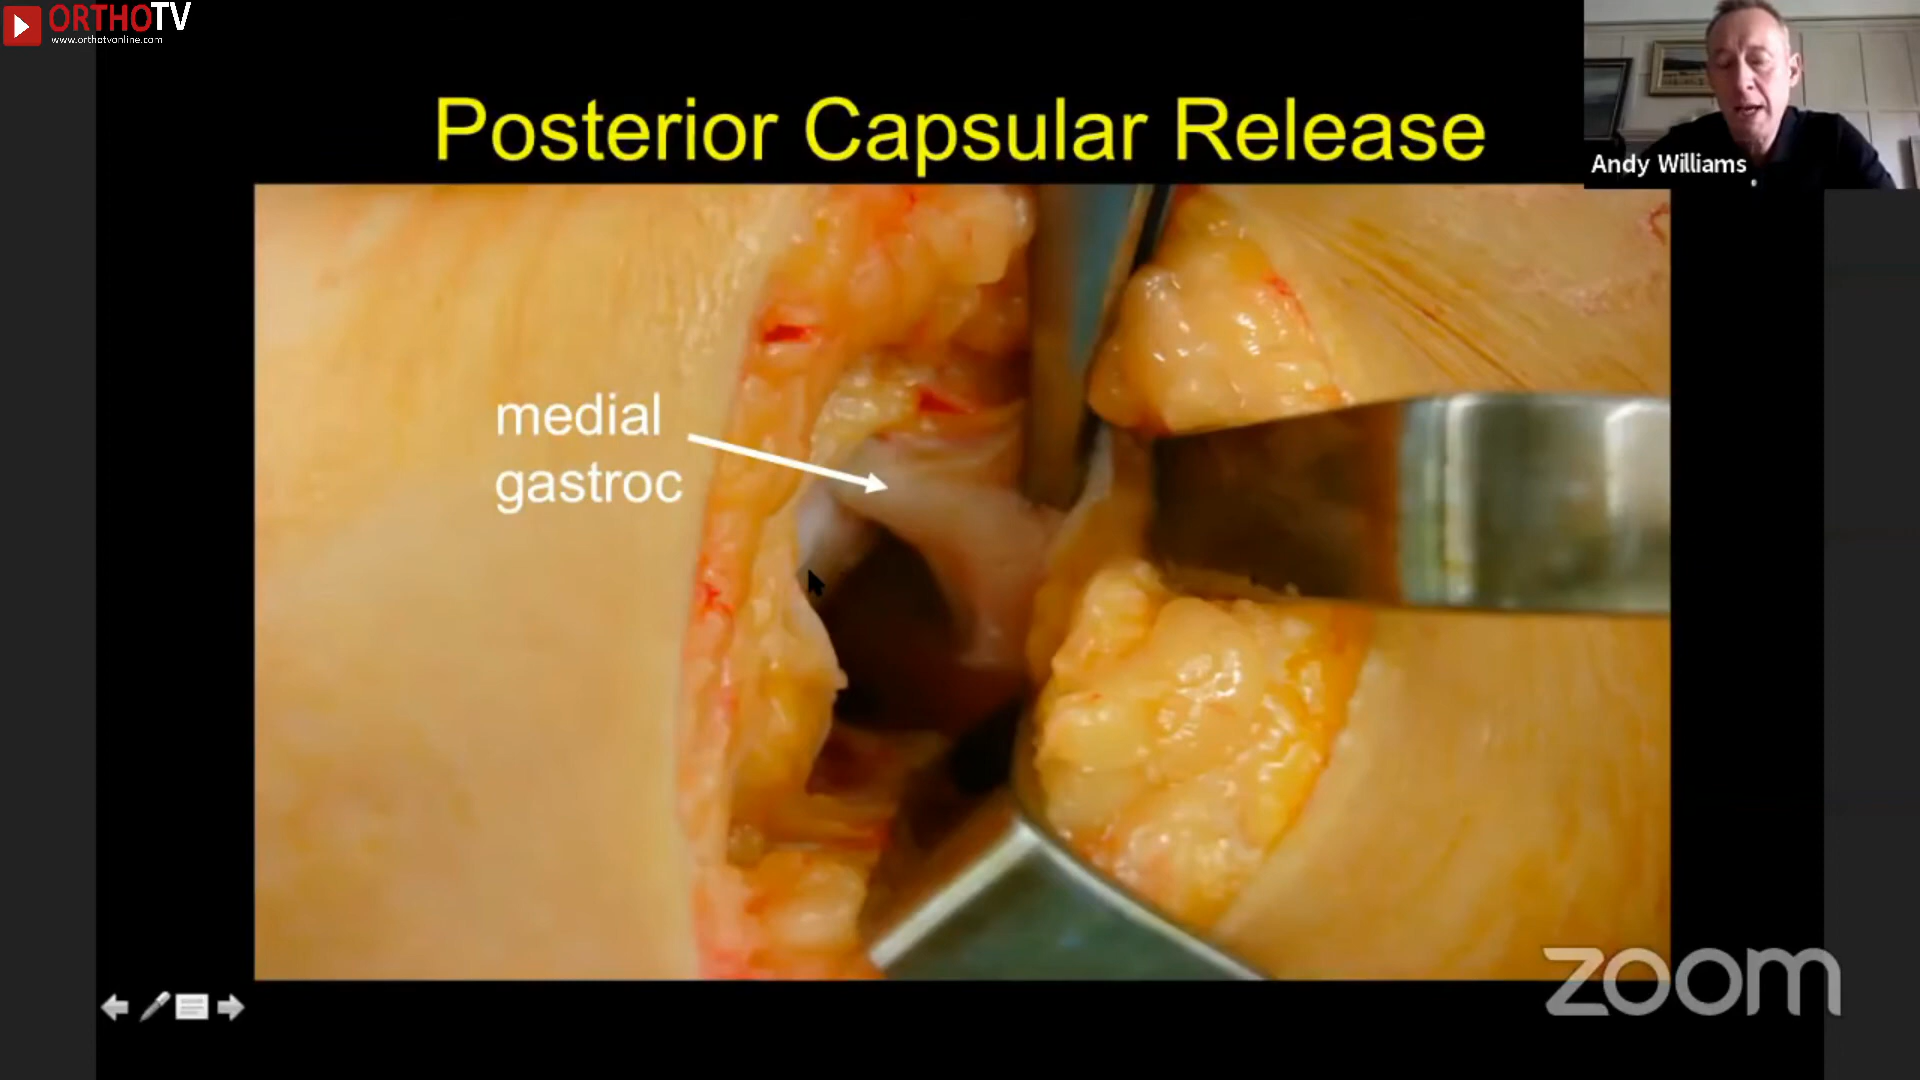 ORTHOTV
www.orthotvonline.com
Posterior Capsular Release
Andy Williams
medial
gastroc
zoom